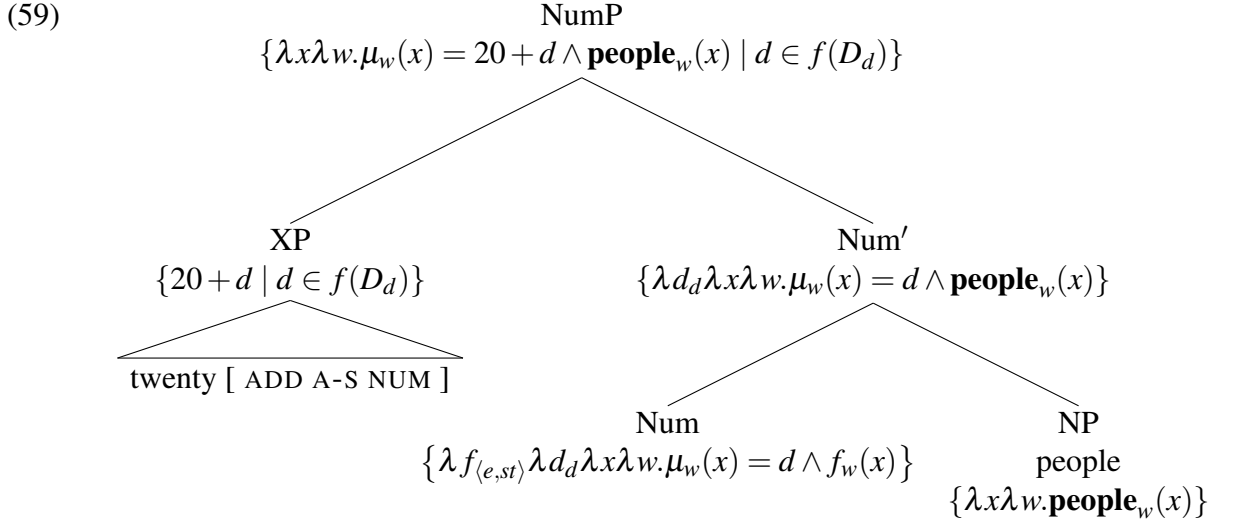 (59)
NumP
{λxλw.μ_w(x) = 20 + d ∧ people_w(x) | d ∈ f(D_d)}
XP
{20 + d | d ∈ f(D_d)}
Num′
{λd_dλxλw.μ_w(x) = d ∧ people_w(x)}
twenty [ ADD A-S NUM ]
Num
{λf_⟨e,st⟩λd_dλxλw.μ_w(x) = d ∧ f_w(x)}
NP
people
{λxλw.people_w(x)}